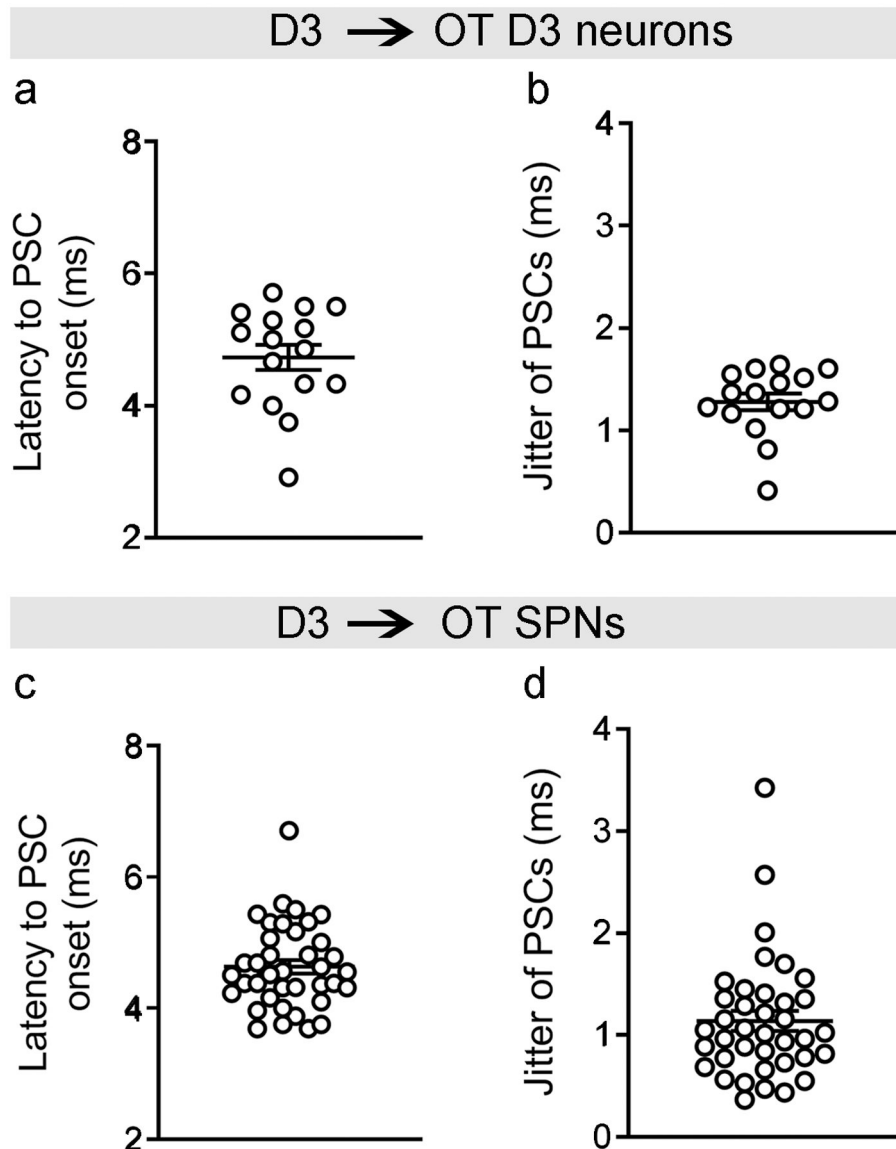 D3 → OT D3 neurons
a
b
Latency to PSC
onset (ms)
8
6
4
2
Jitter of PSCs (ms)
4
3
2
1
0
D3 → OT SPNs
c
d
Latency to PSC
onset (ms)
8
6
4
2
Jitter of PSCs (ms)
4
3
2
1
0